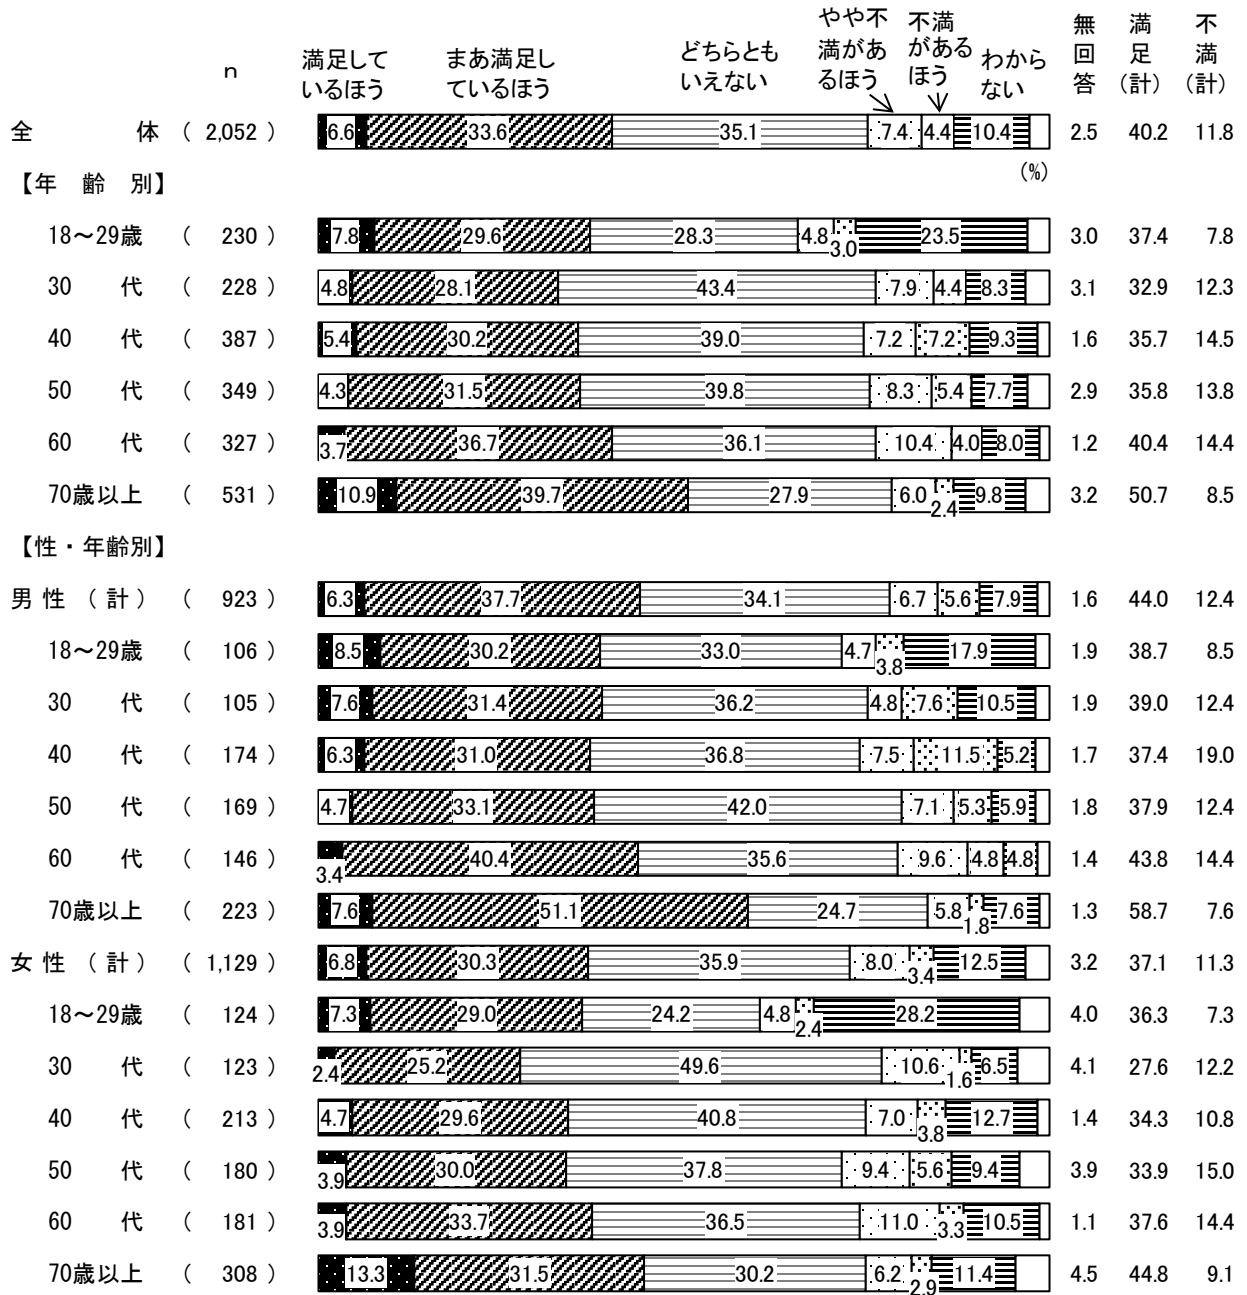 n 満足しているほう まあ満足しているほう どちらともいえない やや不満があるほう 不満があるほう わからない 無回答 満足（計） 不満（計）
全体 （ 2,052 ） 6.6 33.6 35.1 7.4 4.4 10.4 2.5 40.2 11.8
(%)
【年 齢 別】
18～29歳 （ 230 ） 7.8 29.6 28.3 4.8 3.0 23.5 3.0 37.4 7.8
30 代 （ 228 ） 4.8 28.1 43.4 7.9 4.4 8.3 3.1 32.9 12.3
40 代 （ 387 ） 5.4 30.2 39.0 7.2 7.2 9.3 1.6 35.7 14.5
50 代 （ 349 ） 4.3 31.5 39.8 8.3 5.4 7.7 2.9 35.8 13.8
60 代 （ 327 ） 3.7 36.7 36.1 10.4 4.0 8.0 1.2 40.4 14.4
70歳以上 （ 531 ） 10.9 39.7 27.9 6.0 2.4 9.8 3.2 50.7 8.5
【性・年齢別】
男性（計） （ 923 ） 6.3 37.7 34.1 6.7 5.6 7.9 1.6 44.0 12.4
18～29歳 （ 106 ） 8.5 30.2 33.0 4.7 3.8 17.9 1.9 38.7 8.5
30 代 （ 105 ） 7.6 31.4 36.2 4.8 7.6 10.5 1.9 39.0 12.4
40 代 （ 174 ） 6.3 31.0 36.8 7.5 11.5 5.2 1.7 37.4 19.0
50 代 （ 169 ） 4.7 33.1 42.0 7.1 5.3 5.9 1.8 37.9 12.4
60 代 （ 146 ） 3.4 40.4 35.6 9.6 4.8 4.8 1.4 43.8 14.4
70歳以上 （ 223 ） 7.6 51.1 24.7 5.8 1.8 7.6 1.3 58.7 7.6
女性（計） （ 1,129 ） 6.8 30.3 35.9 8.0 3.4 12.5 3.2 37.1 11.3
18～29歳 （ 124 ） 7.3 29.0 24.2 4.8 2.4 28.2 4.0 36.3 7.3
30 代 （ 123 ） 2.4 25.2 49.6 10.6 1.6 6.5 4.1 27.6 12.2
40 代 （ 213 ） 4.7 29.6 40.8 7.0 3.8 12.7 1.4 34.3 10.8
50 代 （ 180 ） 3.9 30.0 37.8 9.4 5.6 9.4 3.9 33.9 15.0
60 代 （ 181 ） 3.9 33.7 36.5 11.0 3.3 10.5 1.1 37.6 14.4
70歳以上 （ 308 ） 13.3 31.5 30.2 6.2 2.9 11.4 4.5 44.8 9.1